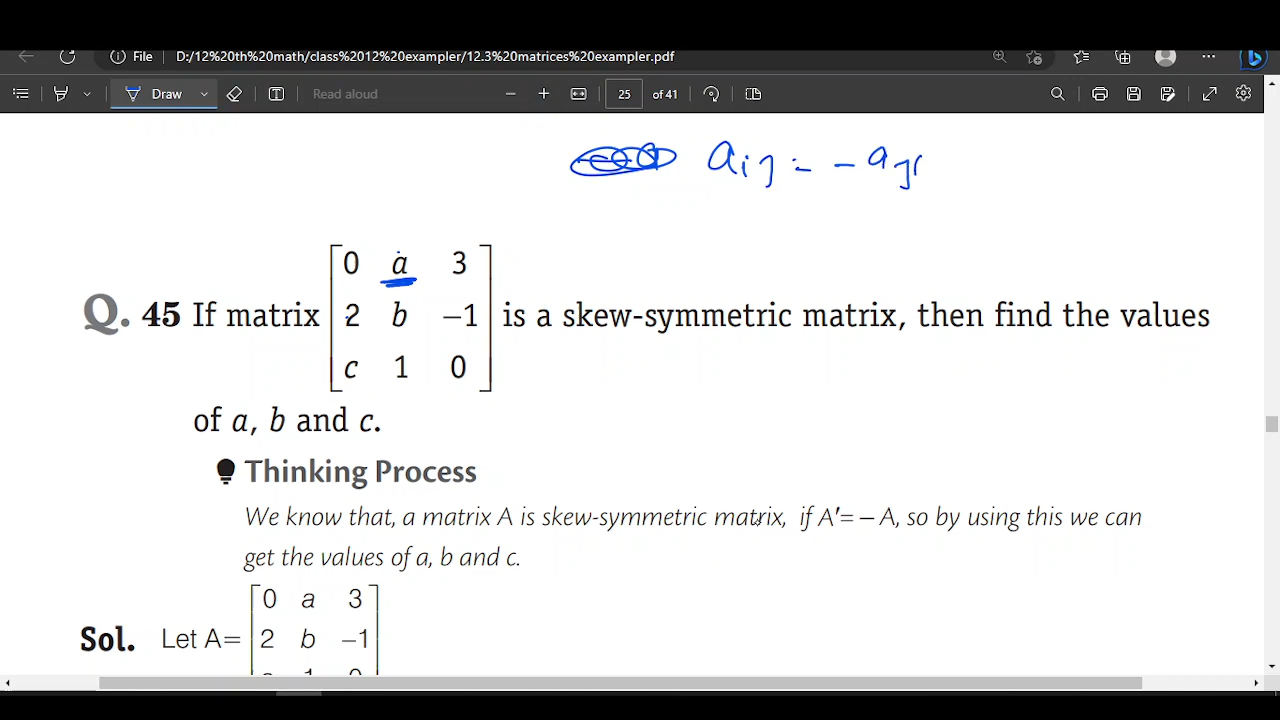 File D:/12%20th%20math/class%2012%20exampler/12.3%20matrices%20exampler.pdf
Draw Read aloud 25 of 41
a i j = - a j i
0 a 3
Q. 45 If matrix 2 b −1 is a skew-symmetric matrix, then find the values
c 1 0
of a, b and c.
Thinking Process
We know that, a matrix A is skew-symmetric matrix, if A′= − A, so by using this we can
get the values of a, b and c.
0 a 3
Sol. Let A= 2 b −1